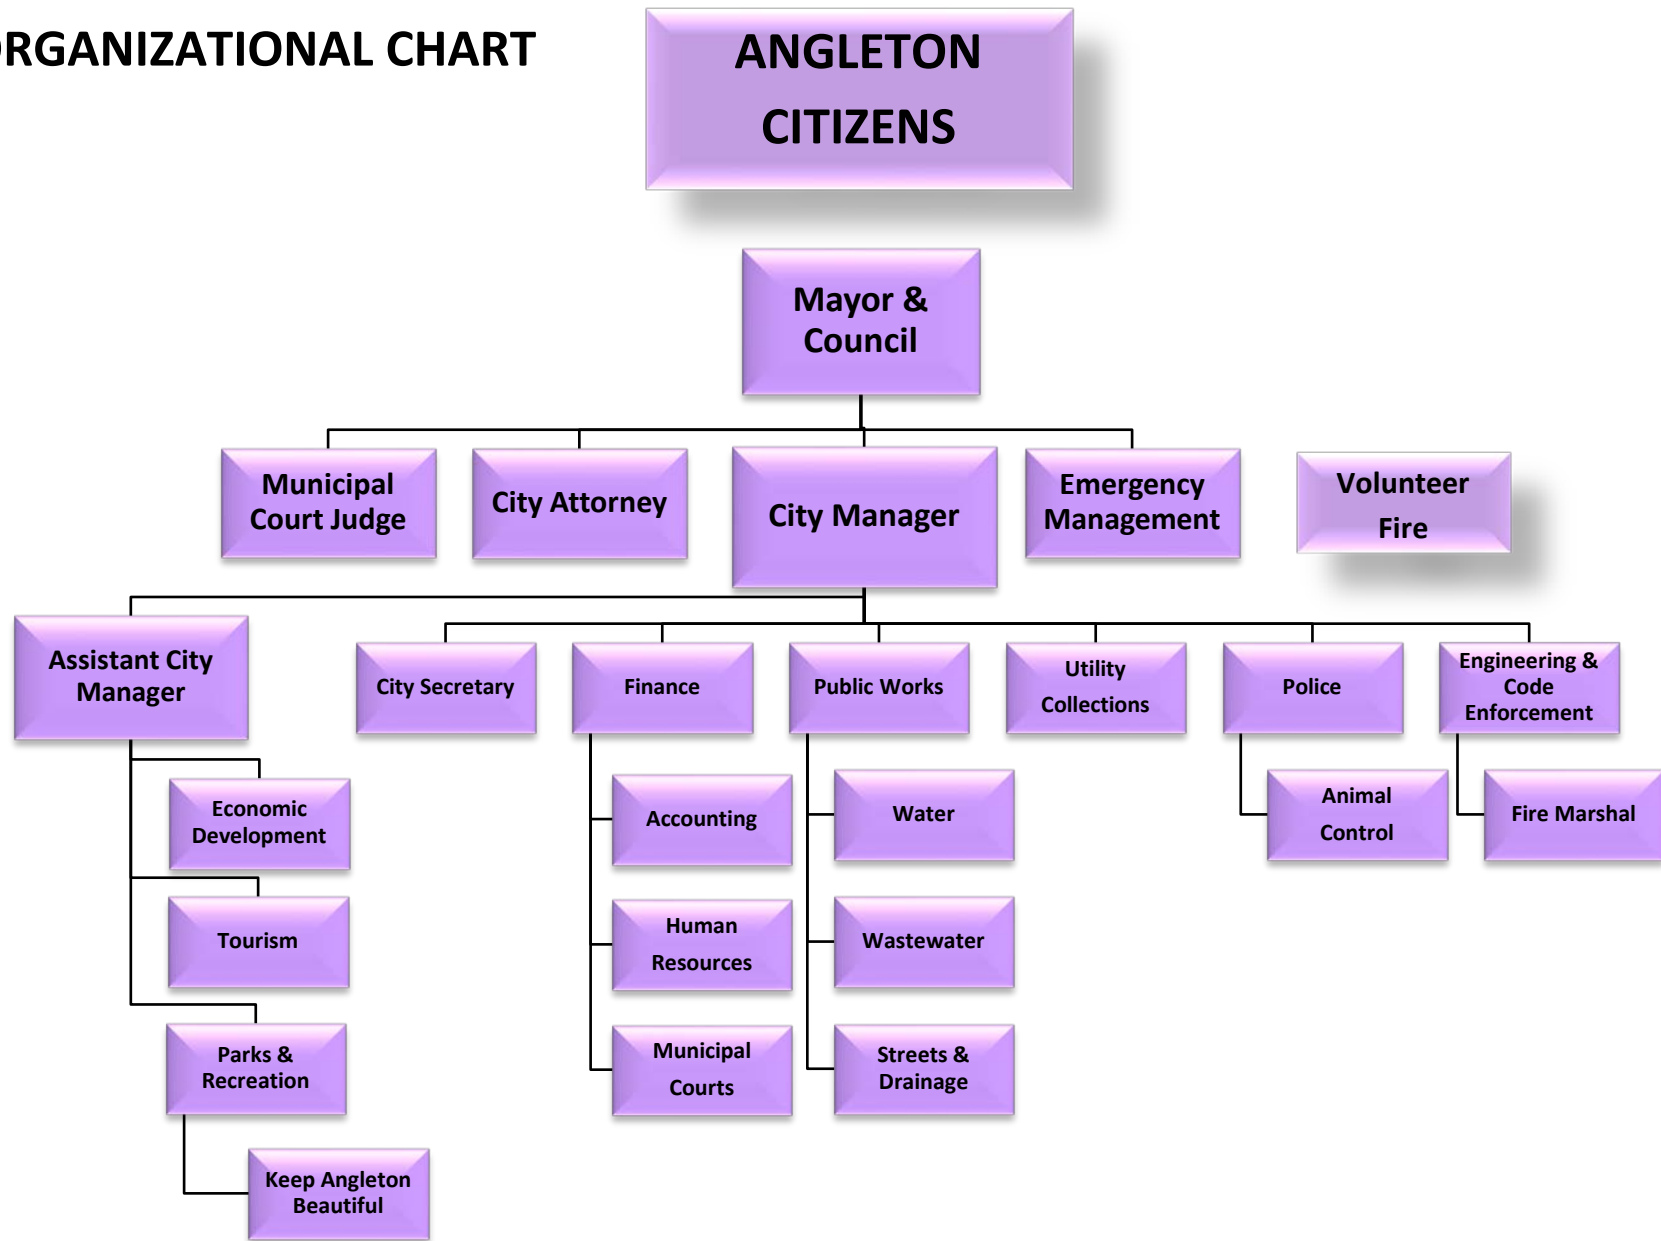 RGANIZATIONAL CHART
ANGLETON
CITIZENS
Mayor &
Council
Municipal
Court Judge
City Attorney
City Manager
Emergency
Management
Volunteer
Fire
Assistant City
Manager
City Secretary
Finance
Public Works
Utility
Collections
Police
Engineering &
Code
Enforcement
Economic
Development
Accounting
Water
Animal
Control
Fire Marshal
Tourism
Human
Resources
Wastewater
Parks &
Recreation
Municipal
Courts
Streets &
Drainage
Keep Angleton
Beautiful